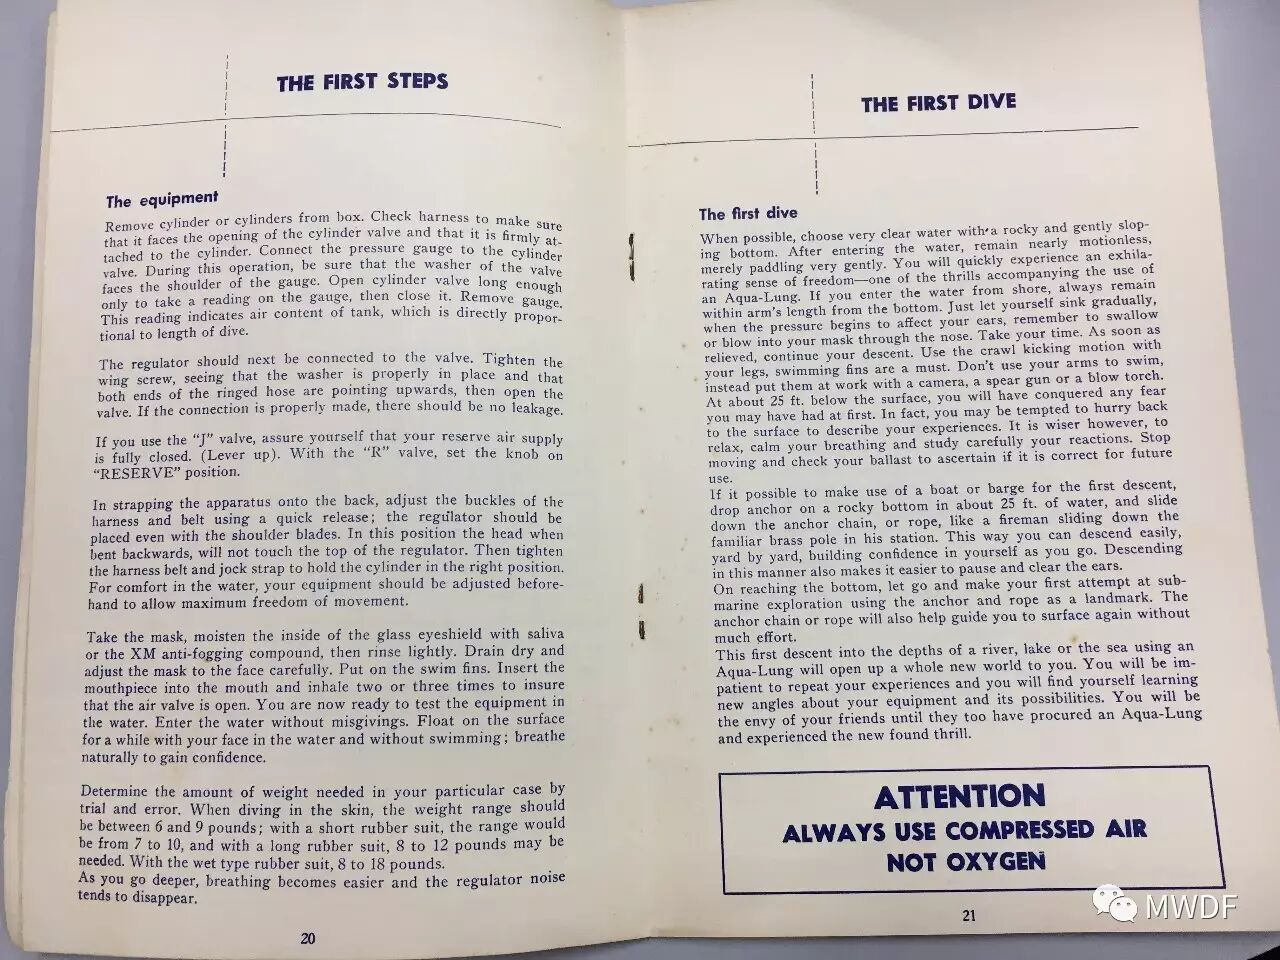 THE FIRST STEPS
The equipment
Remove cylinder or cylinders from box. Check harness to make sure
that it faces the opening of the cylinder valve and that it is firmly at-
tached to the cylinder. Connect the pressure gauge to the cylinder
valve. During this operation, be sure that the washer of the valve
faces the shoulder of the gauge. Open cylinder valve long enough
only to take a reading on the gauge, then close it. Remove gauge.
This reading indicates air content of tank, which is directly propor-
tional to length of dive.
The regulator should next be connected to the valve. Tighten the
wing screw, seeing that the washer is properly in place and that
both ends of the ringed hose are pointing upwards, then open the
valve. If the connection is properly made, there should be no leakage.
If you use the “J” valve, assure yourself that your reserve air supply
is fully closed. (Lever up). With the “R” valve, set the knob on
“RESERVE” position.
In strapping the apparatus onto the back, adjust the buckles of the
harness and belt using a quick release; the regulator should be
placed even with the shoulder blades. In this position the head when
bent backwards, will not touch the top of the regulator. Then tighten
the harness belt and jock strap to hold the cylinder in the right position.
For comfort in the water, your equipment should be adjusted before-
hand to allow maximum freedom of movement.
Take the mask, moisten the inside of the glass eyeshield with saliva
or the XM anti-fogging compound, then rinse lightly. Drain dry and
adjust the mask to the face carefully. Put on the swim fins. Insert the
mouthpiece into the mouth and inhale two or three times to insure
that the air valve is open. You are now ready to test the equipment in
the water. Enter the water without misgivings. Float on the surface
for a while with your face in the water and without swimming; breathe
naturally to gain confidence.
Determine the amount of weight needed in your particular case by
trial and error. When diving in the skin, the weight range should
be between 6 and 9 pounds; with a short rubber suit, the range would
be from 7 to 10, and with a long rubber suit, 8 to 12 pounds may be
needed. With the wet type rubber suit, 8 to 18 pounds.
As you go deeper, breathing becomes easier and the regulator noise
tends to disappear.
20
THE FIRST DIVE
The first dive
When possible, choose very clear water with a rocky and gently slop-
ing bottom. After entering the water, remain nearly motionless,
merely paddling very gently. You will quickly experience an exhila-
rating sense of freedom—one of the thrills accompanying the use of
an Aqua-Lung. If you enter the water from shore, always remain
within arm's length from the bottom. Just let yourself sink gradually,
when the pressure begins to affect your ears, remember to swallow
or blow into your mask through the nose. Take your time. As soon as
relieved, continue your descent. Use the crawl kicking motion with
your legs, swimming fins are a must. Don't use your arms to swim,
instead put them at work with a camera, a spear gun or a blow torch.
At about 25 ft. below the surface, you will have conquered any fear
you may have had at first. In fact, you may be tempted to hurry back
to the surface to describe your experiences. It is wiser however, to
relax, calm your breathing and study carefully your reactions. Stop
moving and check your ballast to ascertain if it is correct for future
use.
If it possible to make use of a boat or barge for the first descent,
drop anchor on a rocky bottom in about 25 ft. of water, and slide
down the anchor chain, or rope, like a fireman sliding down the
familiar brass pole in his station. This way you can descend easily,
yard by yard, building confidence in yourself as you go. Descending
in this manner also makes it easier to pause and clear the ears.
On reaching the bottom, let go and make your first attempt at sub-
marine exploration using the anchor and rope as a landmark. The
anchor chain or rope will also help guide you to surface again without
much effort.
This first descent into the depths of a river, lake or the sea using an
Aqua-Lung will open up a whole new world to you. You will be im-
patient to repeat your experiences and you will find yourself learning
new angles about your equipment and its possibilities. You will be
the envy of your friends until they too have procured an Aqua-Lung
and experienced the new found thrill.
ATTENTION
ALWAYS USE COMPRESSED AIR
NOT OXYGEN
21
MWDF